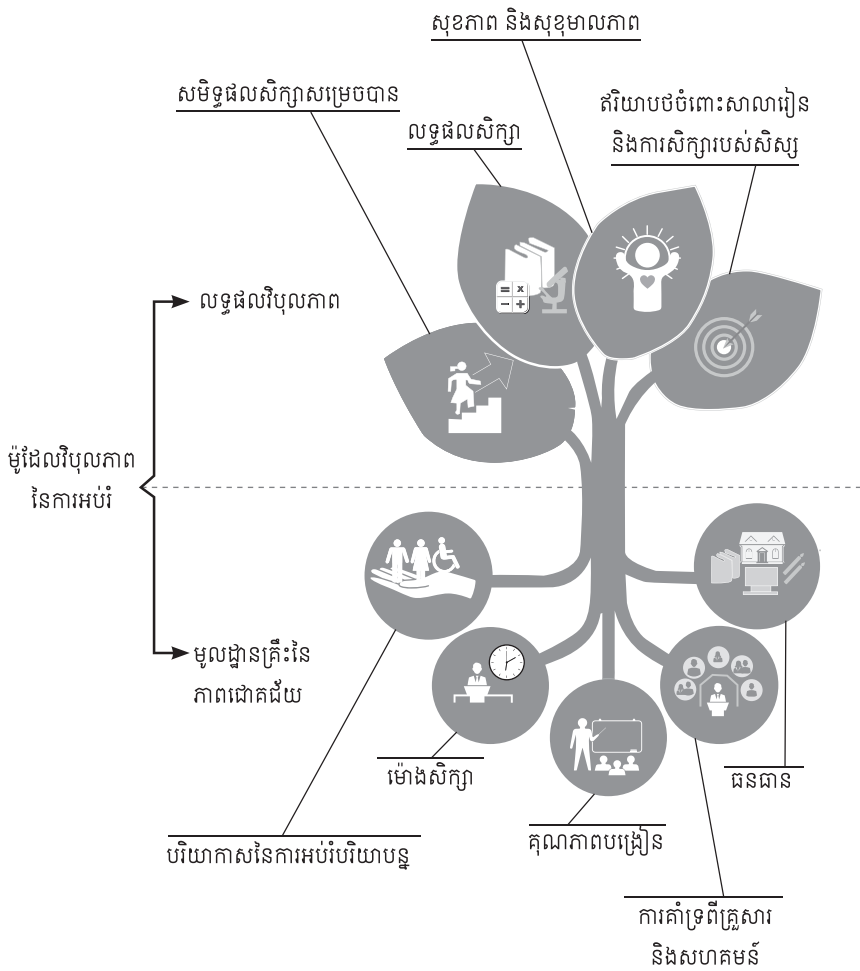 សុខភាព និងសុខុមាលភាព
សមិទ្ធផលសិក្សាសម្រេចបាន
លទ្ធផលសិក្សា
ឥរិយាបថចំពោះសាលារៀន
និងការសិក្សារបស់សិស្ស
លទ្ធផលវិបុលភាព
ម៉ូដែលវិបុលភាព
នៃការអប់រំ
មូលដ្ឋានគ្រឹះនៃ
ភាពជោគជ័យ
ម៉ោងសិក្សា
ធនធាន
គុណភាពបង្រៀន
បរិយាកាសនៃការអប់រំបរិយាបន្ន
ការគាំទ្រពីគ្រួសារ
និងសហគមន៍